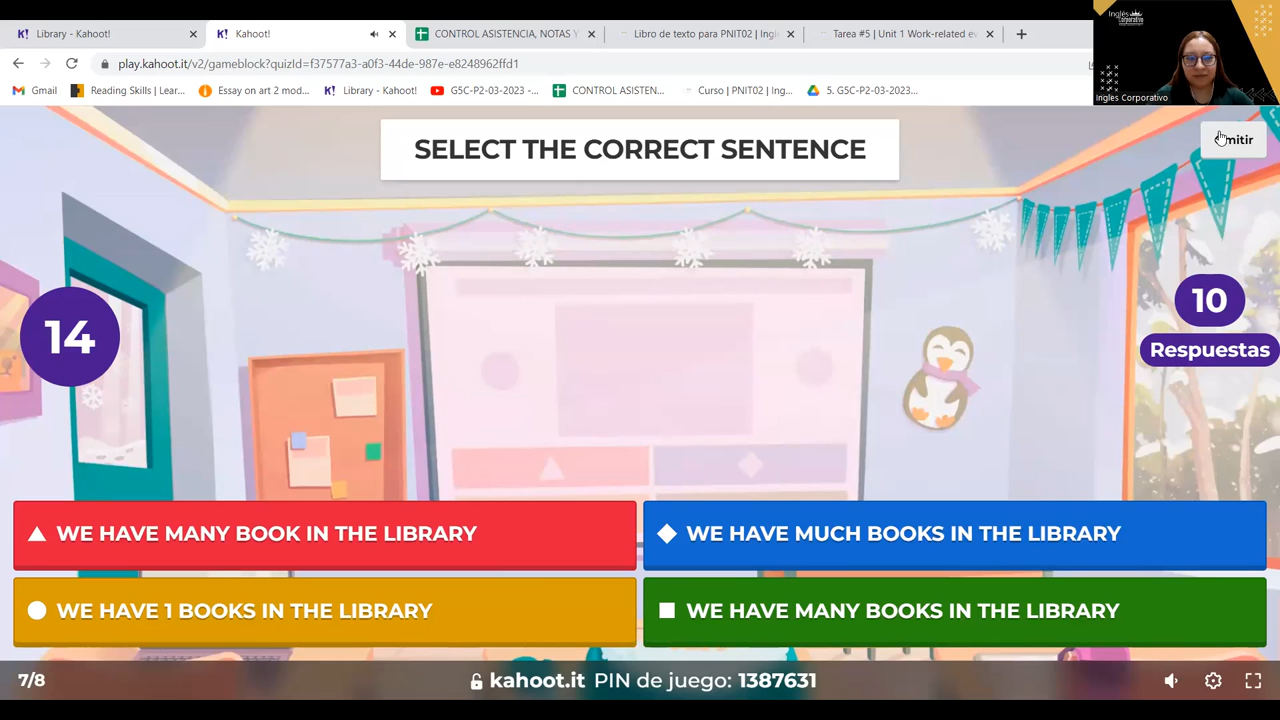 Library - Kahoot!
Kahoot!
CONTROL ASISTENCIA, NOTAS Y
Libro de texto para PNIT02 | Ingl
Tarea #5 | Unit 1 Work-related e
play.kahoot.it/v2/gameblock?quizId=f37577a3-a0f3-44de-987e-e8248962ffd1
Gmail
Reading Skills | Lear...
Essay on art 2 mod...
Library - Kahoot!
G5C-P2-03-2023 -...
CONTROL ASISTEN...
Curso | PNIT02 | Ing...
5. G5C-P2-03-2023...
Inglés
Corporativo
Ingles Corporativo
SELECT THE CORRECT SENTENCE
mitir
14
10
Respuestas
WE HAVE MANY BOOK IN THE LIBRARY
WE HAVE MUCH BOOKS IN THE LIBRARY
WE HAVE 1 BOOKS IN THE LIBRARY
WE HAVE MANY BOOKS IN THE LIBRARY
7/8
kahoot.it PIN de juego: 1387631